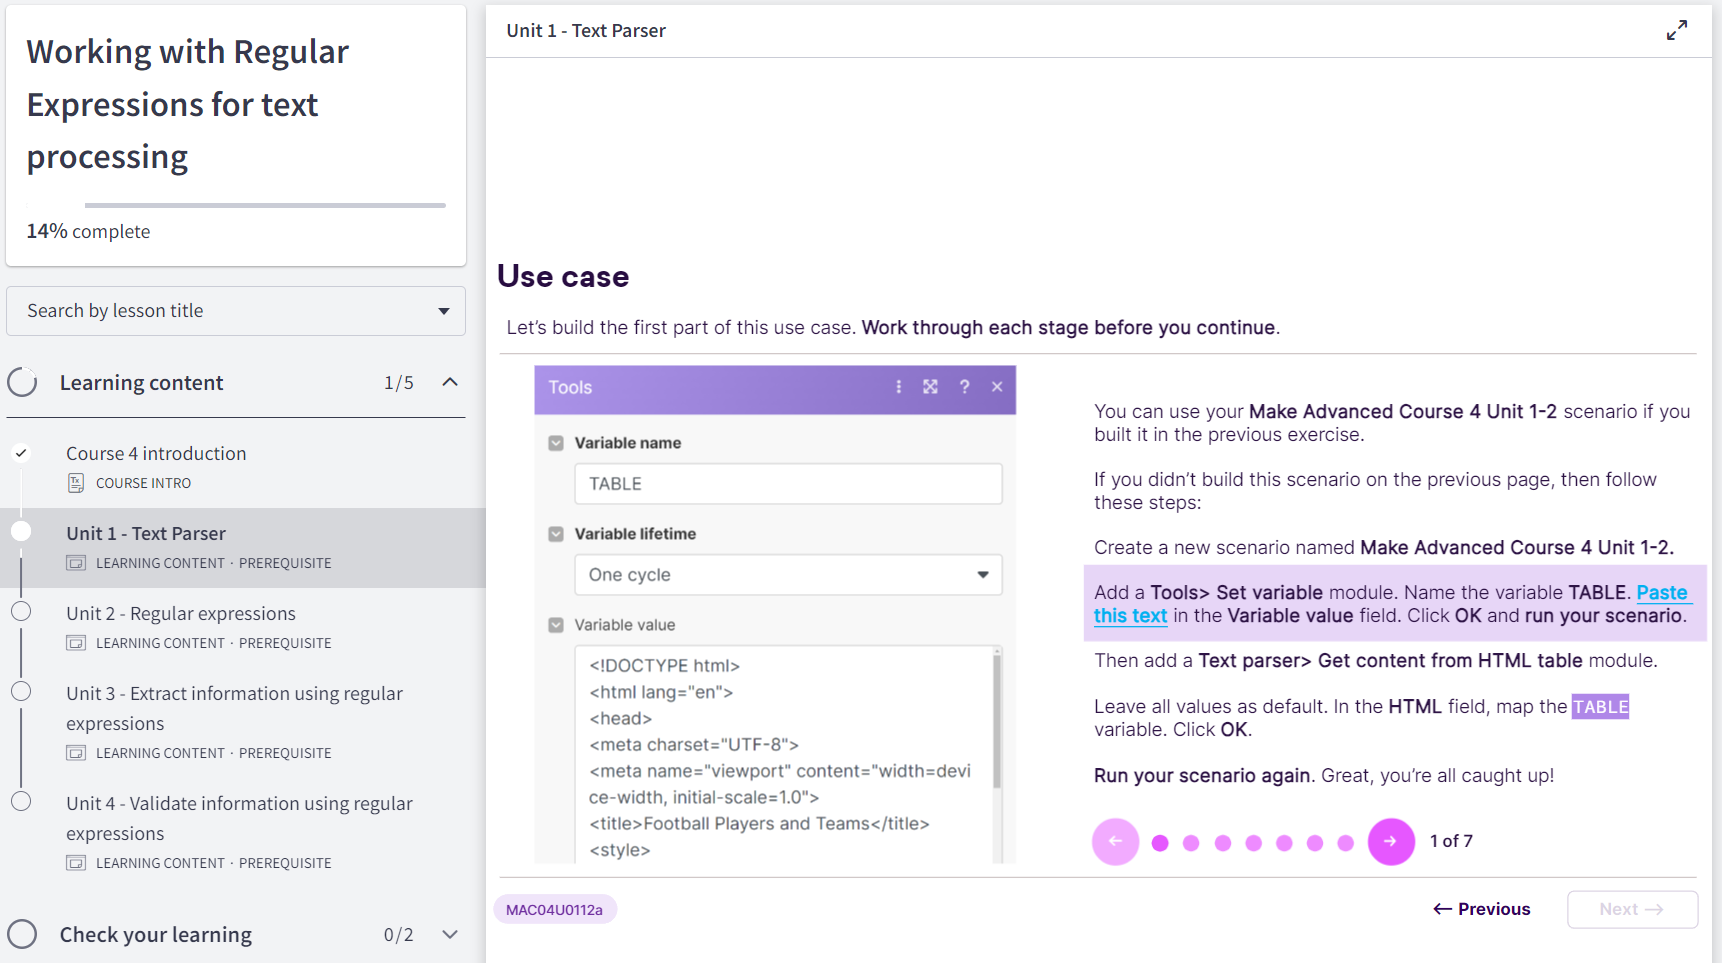 Working with Regular
Expressions for text
processing
14% complete
Search by lesson title
Learning content 1/5
Course 4 introduction
COURSE INTRO
Unit 1 - Text Parser
LEARNING CONTENT · PREREQUISITE
Unit 2 - Regular expressions
LEARNING CONTENT · PREREQUISITE
Unit 3 - Extract information using regular
expressions
LEARNING CONTENT · PREREQUISITE
Unit 4 - Validate information using regular
expressions
LEARNING CONTENT · PREREQUISITE
Check your learning 0/2
Unit 1 - Text Parser
Use case
Let's build the first part of this use case. Work through each stage before you continue.
Tools
Variable name
TABLE
Variable lifetime
One cycle
Variable value
<!DOCTYPE html>
<html lang="en">
<head>
<meta charset="UTF-8">
<meta name="viewport" content="width=devi
ce-width, initial-scale=1.0">
<title>Football Players and Teams</title>
<style>
You can use your Make Advanced Course 4 Unit 1-2 scenario if you
built it in the previous exercise.
If you didn't build this scenario on the previous page, then follow
these steps:
Create a new scenario named Make Advanced Course 4 Unit 1-2.
Add a Tools> Set variable module. Name the variable TABLE. Paste
this text in the Variable value field. Click OK and run your scenario.
Then add a Text parser> Get content from HTML table module.
Leave all values as default. In the HTML field, map the TABLE
variable. Click OK.
Run your scenario again. Great, you're all caught up!
1 of 7
MAC04U0112a
← Previous
Next →